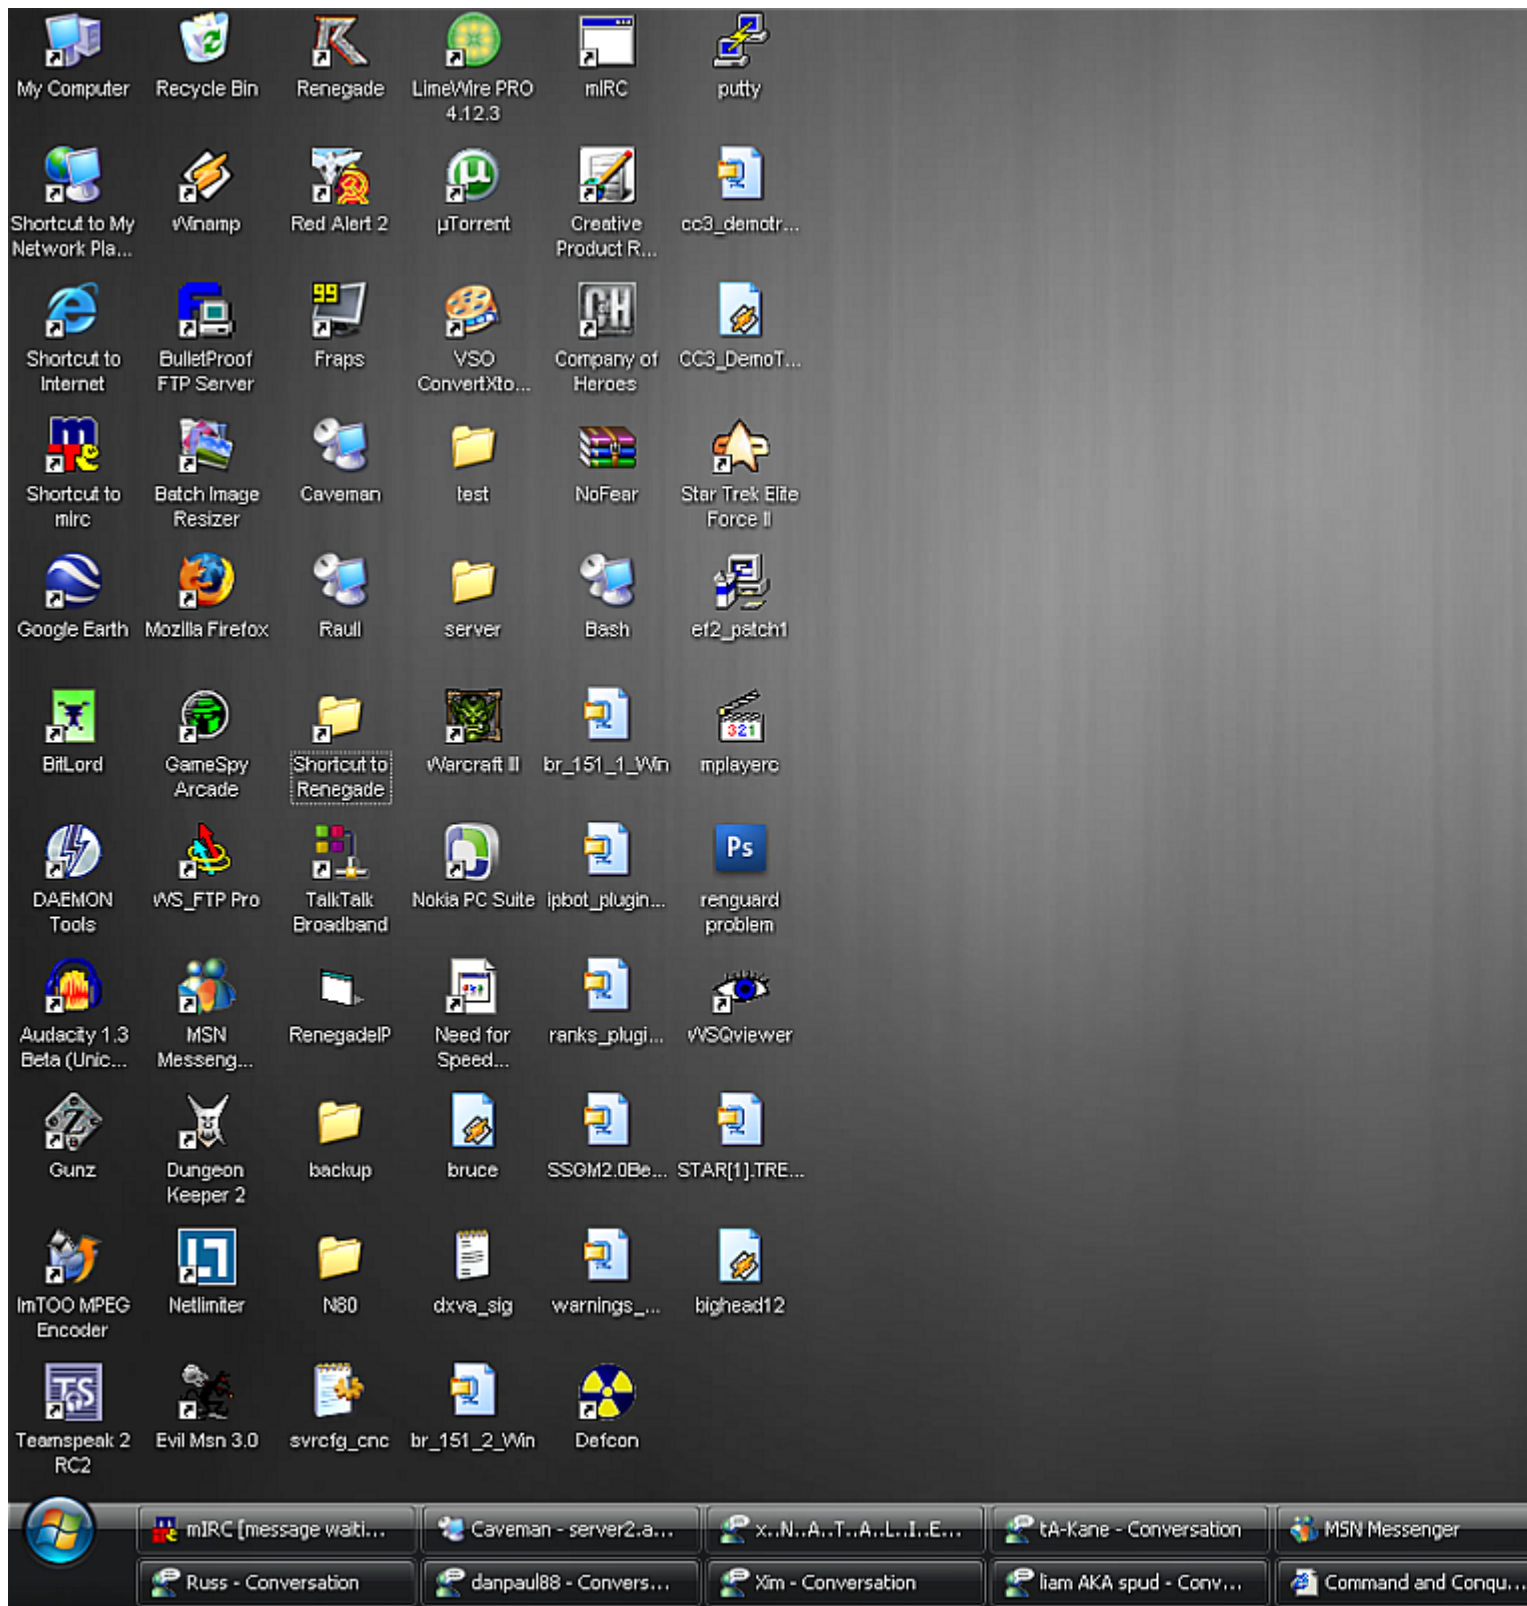 My Computer
Recycle Bin
Renegade
LimeWire PRO
4.12.3
mIRC
putty
Shortcut to My
Network Pla...
Winamp
Red Alert 2
µTorrent
Creative
Product R...
cc3_demotr...
Shortcut to
Internet
BulletProof
FTP Server
99
Fraps
VSO
ConvertXto...
Company of
Heroes
CC3_DemoT...
Shortcut to
mirc
Batch Image
Resizer
Caveman
test
NoFear
Star Trek Elite
Force II
Google Earth
Mozilla Firefox
Raull
server
Bash
ef2_patch1
BitLord
GameSpy
Arcade
Shortcut to
Renegade
Warcraft III
br_151_1_Win
321
mplayerc
DAEMON
Tools
WS_FTP Pro
TalkTalk
Broadband
Nokia PC Suite
ipbot_plugin...
Ps
renguard
problem
Audacity 1.3
Beta (Unic...
MSN
Messeng...
RenegadeIP
Need for
Speed...
ranks_plugi...
WSQviewer
Gunz
Dungeon
Keeper 2
backup
bruce
SSGM2.0Be...
STAR[1].TRE...
ImTOO MPEG
Encoder
Netlimiter
N80
dxva_sig
warnings_...
bighead12
Teamspeak 2
RC2
Evil Msn 3.0
svrcfg_cnc
br_151_2_Win
Defcon
mIRC [message waiti...
Caveman - server2.a...
x..N..A..T..A..L..I..E...
tA-Kane - Conversation
MSN Messenger
Russ - Conversation
danpaul88 - Convers...
Xim - Conversation
liam AKA spud - Conv...
Command and Conqu...